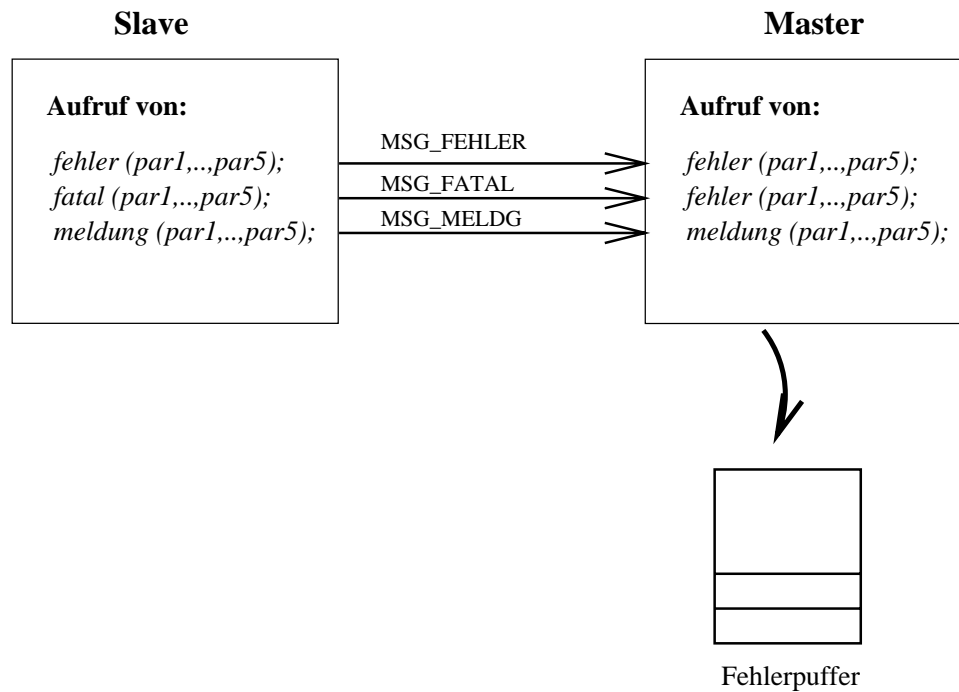 Slave
Master
Aufruf von:
fehler (par1,..,par5);
fatal (par1,..,par5);
meldung (par1,..,par5);
MSG_FEHLER
MSG_FATAL
MSG_MELDG
Aufruf von:
fehler (par1,..,par5);
fehler (par1,..,par5);
meldung (par1,..,par5);
Fehlerpuffer